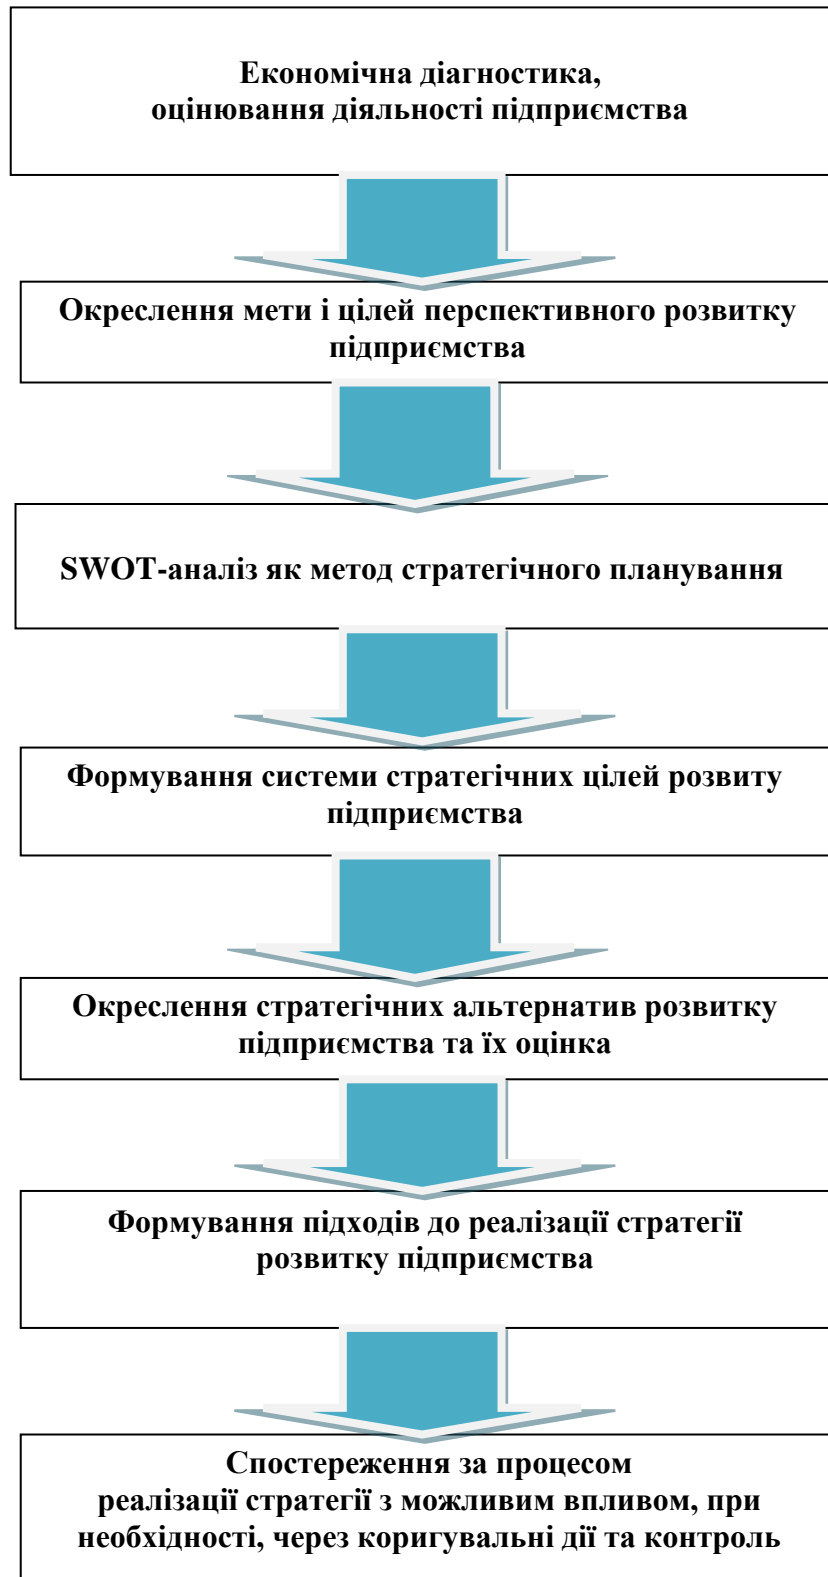 Економічна діагностика,
оцінювання діяльності підприємства
Окреслення мети і цілей перспективного розвитку
підприємства
SWOT-аналіз як метод стратегічного планування
Формування системи стратегічних цілей розвиту
підприємства
Окреслення стратегічних альтернатив розвитку
підприємства та їх оцінка
Формування підходів до реалізації стратегії
розвитку підприємства
Спостереження за процесом
реалізації стратегії з можливим впливом, при
необхідності, через коригувальні дії та контроль